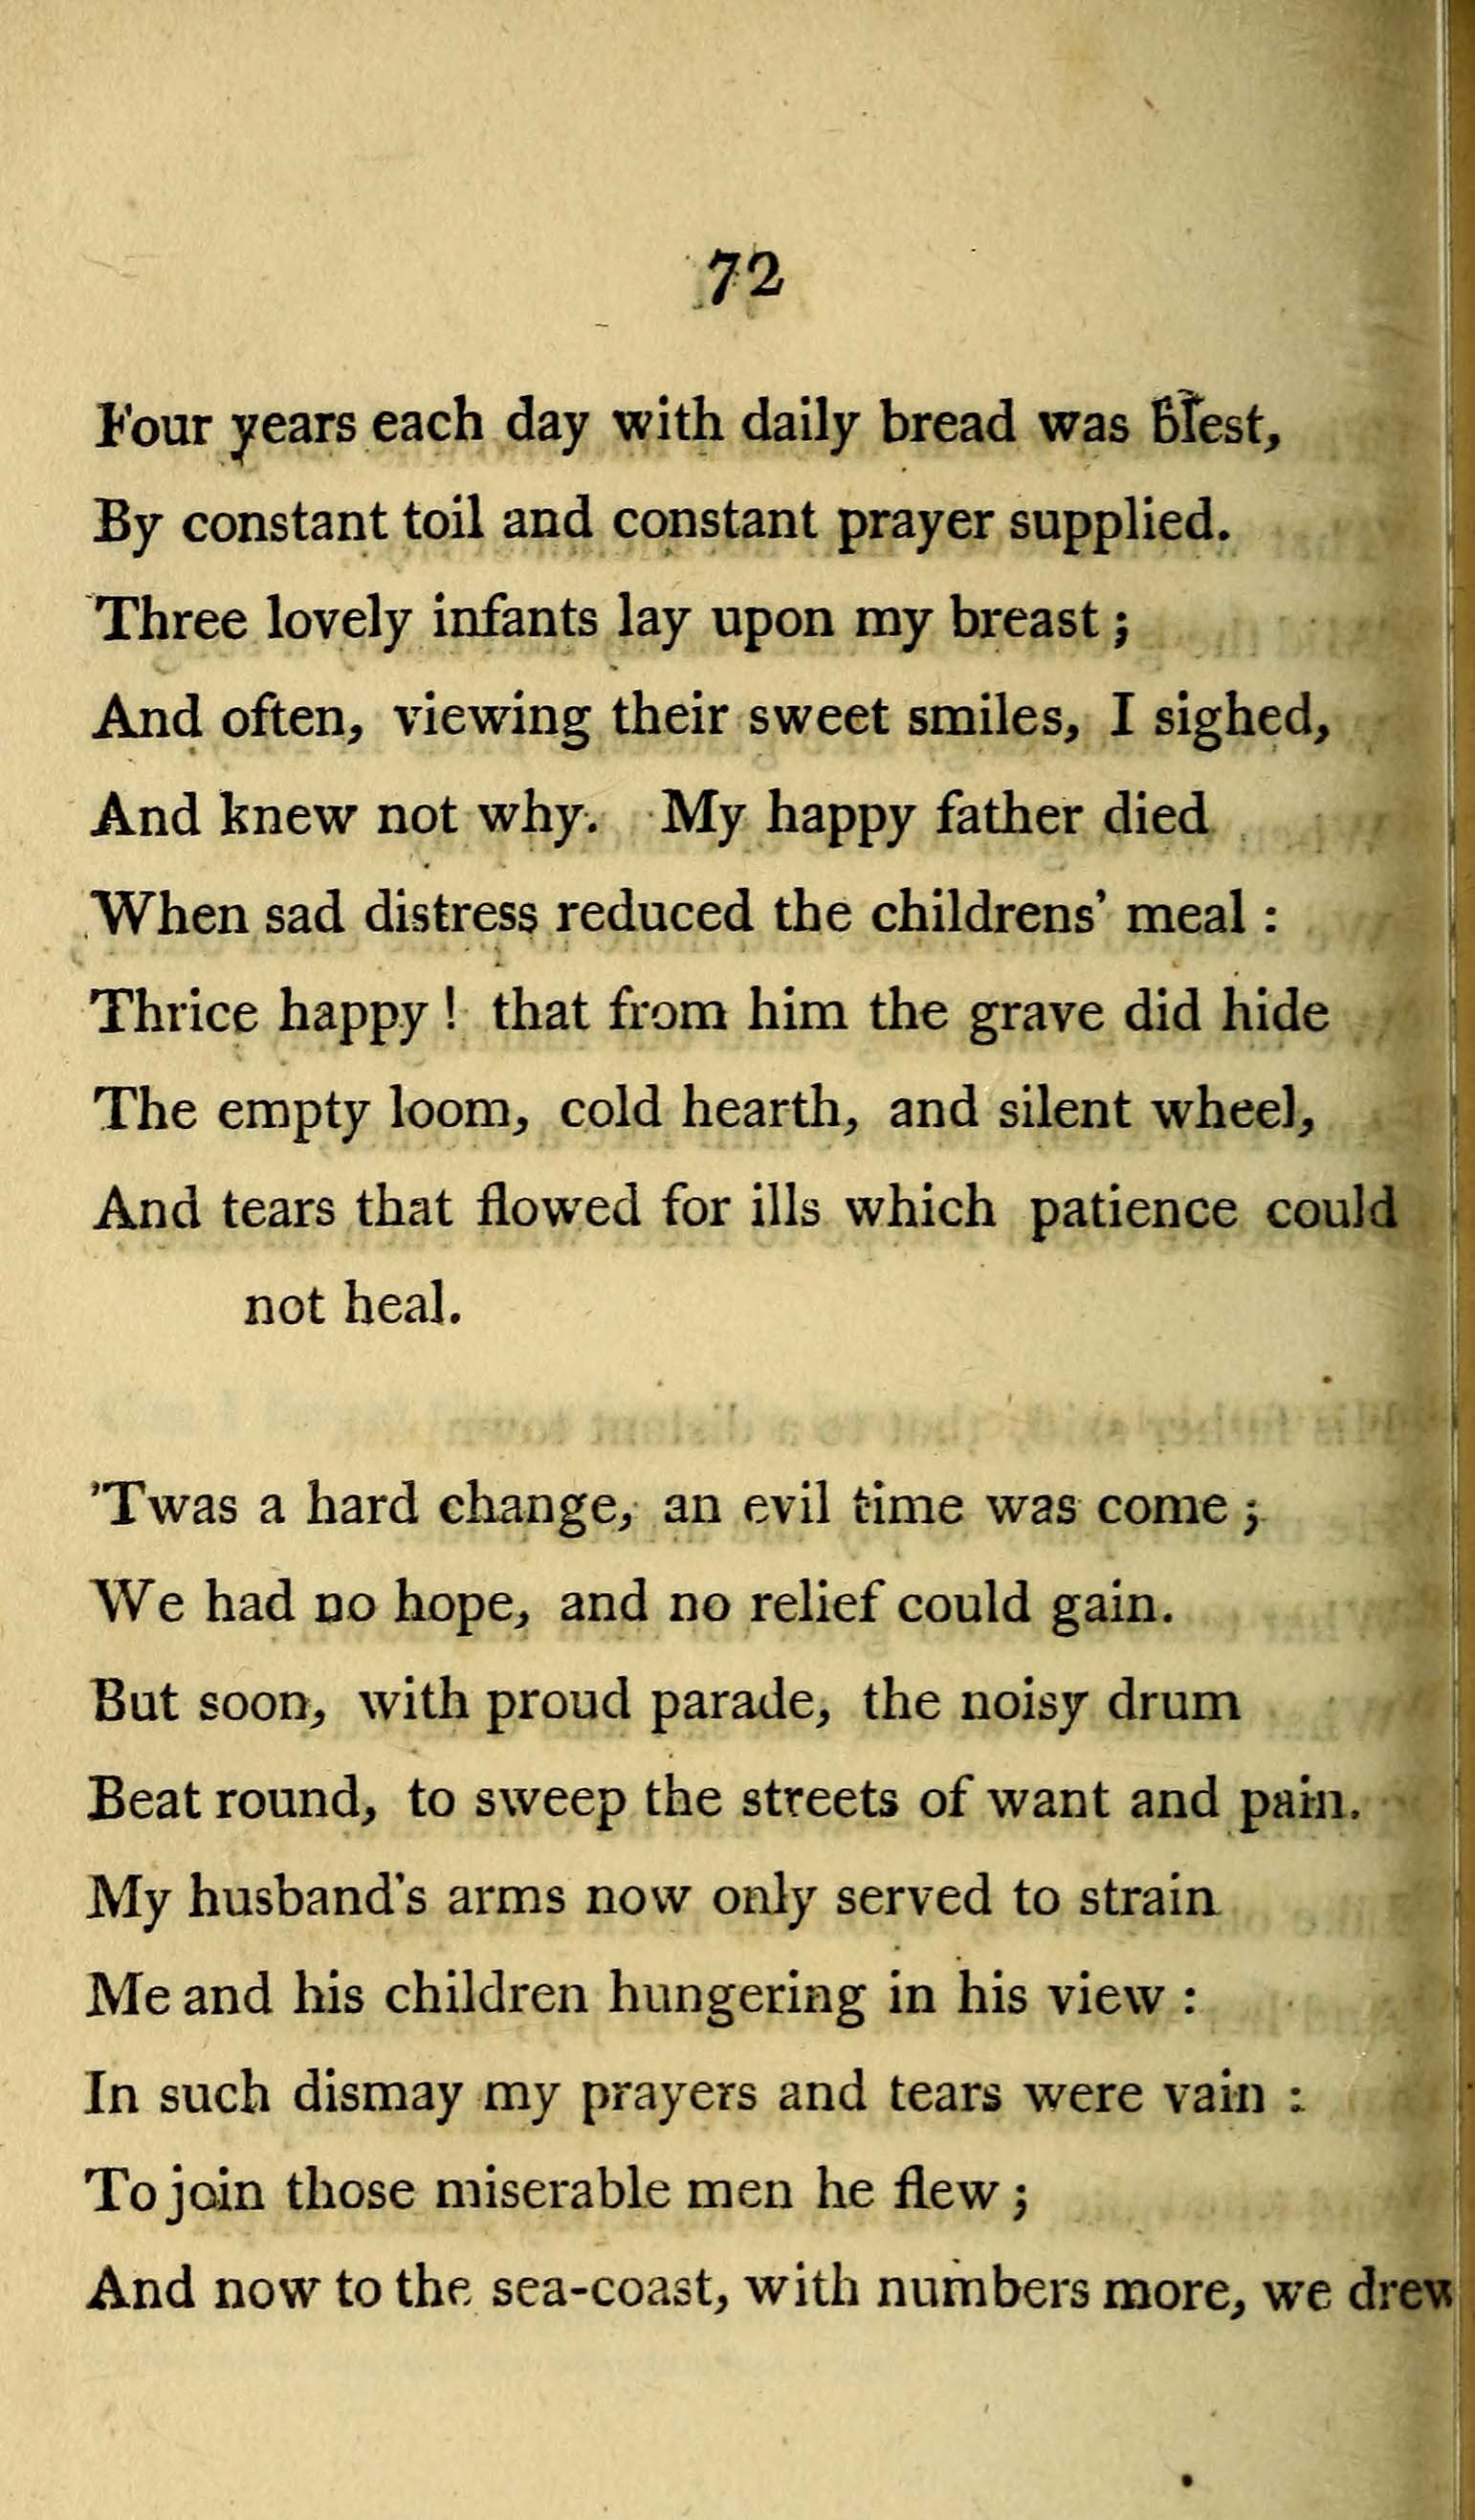 72
Four years each day with daily bread was blest,
By constant toil and constant prayer supplied.
Three lovely infants lay upon my breast ;
And often, viewing their sweet smiles, I sighed,
And knew not why. My happy father died
When sad distress reduced the childrens' meal :
Thrice happy ! that from him the grave did hide
The empty loom, cold hearth, and silent wheel,
And tears that flowed for ills which patience could
not heal.
'Twas a hard change, an evil time was come ;
We had no hope, and no relief could gain.
But soon, with proud parade, the noisy drum
Beat round, to sweep the streets of want and pain.
My husband's arms now only served to strain
Me and his children hungering in his view :
In such dismay my prayers and tears were vain :
To join those miserable men he flew ;
And now to the sea-coast, with numbers more, we drew